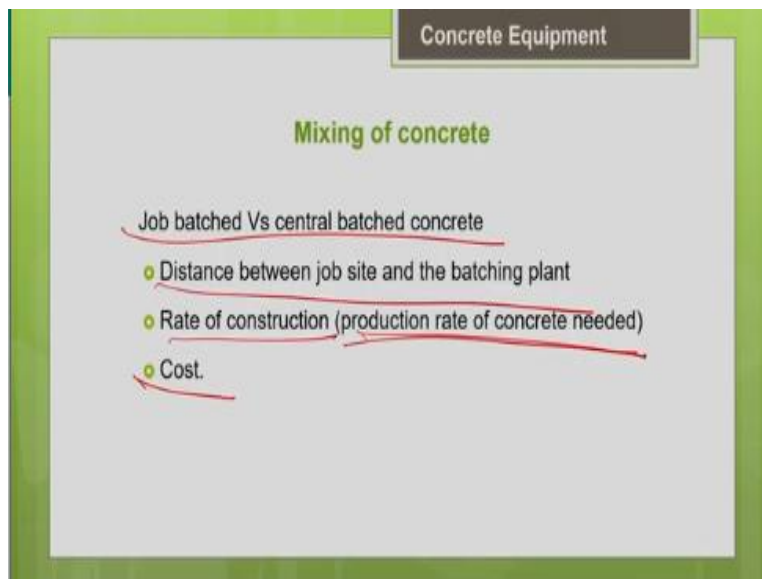 Concrete Equipment
Mixing of concrete
Job batched Vs central batched concrete
Distance between job site and the batching plant
Rate of construction (production rate of concrete needed)
Cost.